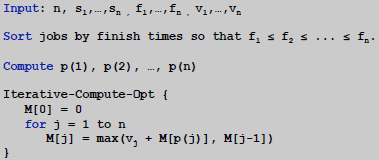 Input: n, s₁,…,sₙ , f₁,…,fₙ , v₁,…,vₙ
Sort jobs by finish times so that f₁ ≤ f₂ ≤ ... ≤ fₙ.
Compute p(1), p(2), …, p(n)
Iterative-Compute-Opt {
M[0] = 0
for j = 1 to n
M[j] = max(vⱼ + M[p(j)], M[j-1])
}